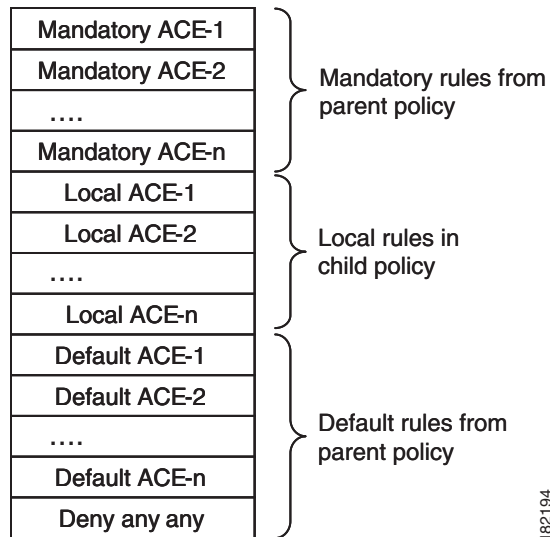 Mandatory ACE-1
Mandatory ACE-2
....
Mandatory ACE-n
Mandatory rules from
parent policy
Local ACE-1
Local ACE-2
....
Local ACE-n
Local rules in
child policy
Default ACE-1
Default ACE-2
....
Default ACE-n
Deny any any
Default rules from
parent policy
182194